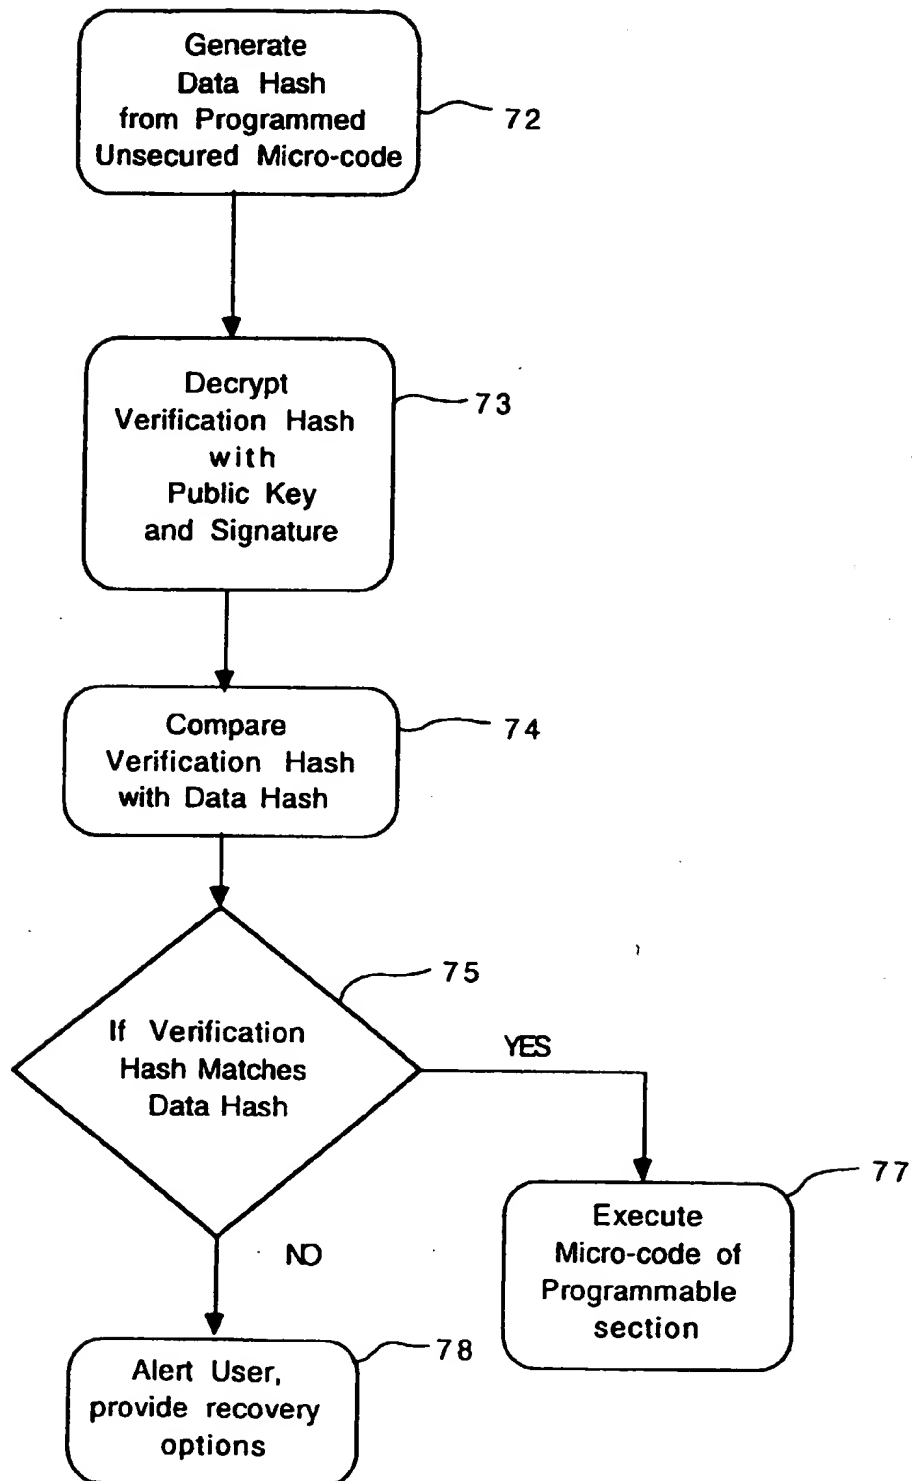 Generate
Data Hash
from Programmed
Unsecured Micro-code
72
Decrypt
Verification Hash
with
Public Key
and Signature
73
Compare
Verification Hash
with Data Hash
74
If Verification
Hash Matches
Data Hash
75
YES
NO
Execute
Micro-code of
Programmable
section
77
Alert User,
provide recovery
options
78